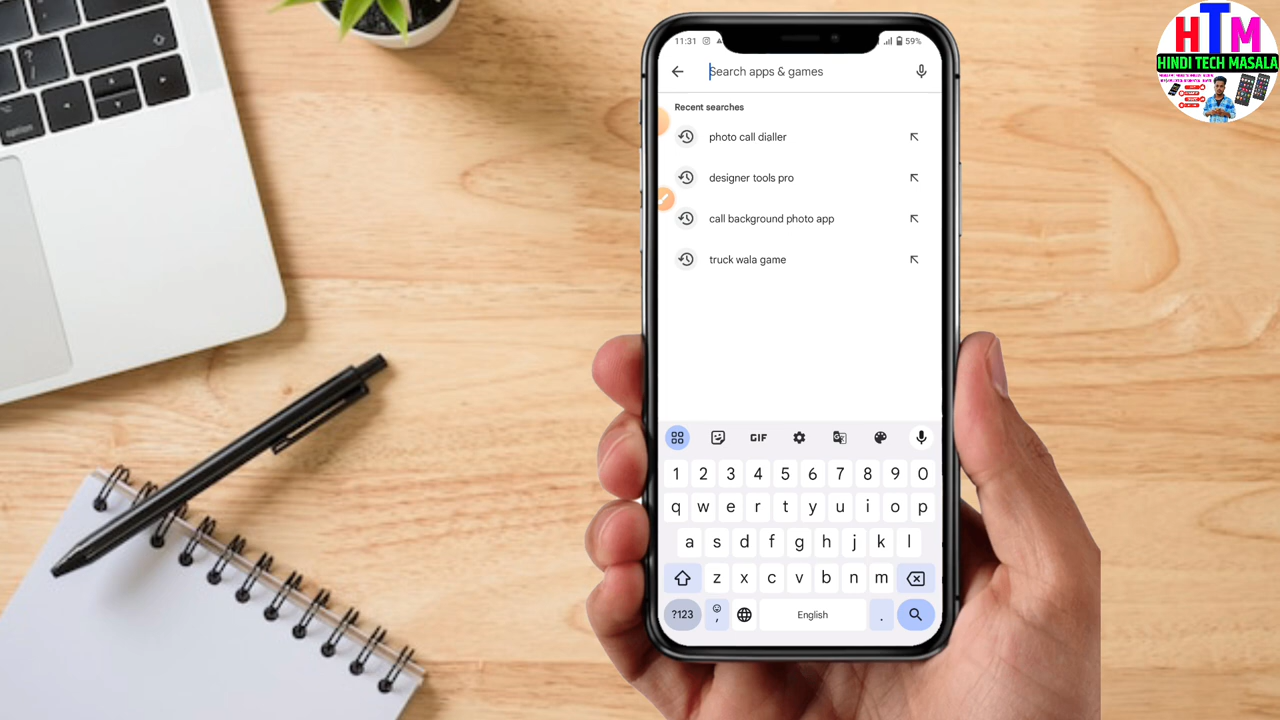 11:31
59%
Search apps & games
Recent searches
photo call dialler
designer tools pro
call background photo app
truck wala game
GIF
1 2 3 4 5 6 7 8 9 0
q w e r t y u i o p
a s d f g h j k l
z x c v b n m
?123 , English .
HTM
HINDI TECH MASALA
option